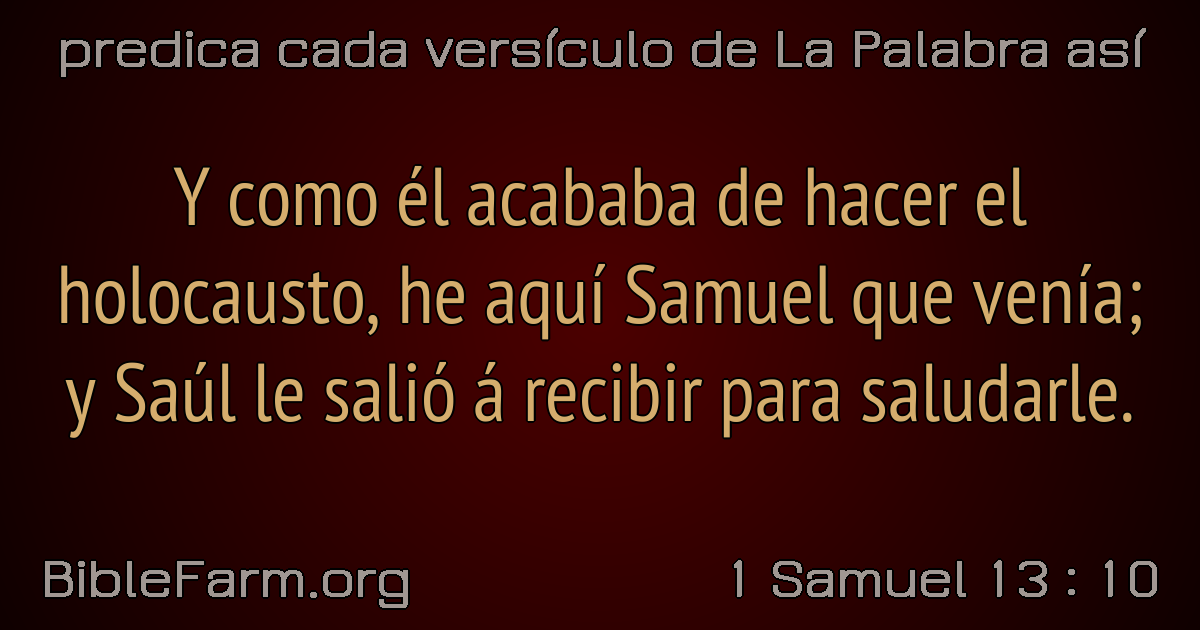 predica cada versículo de La Palabra así
Y como él acababa de hacer el
holocausto, he aquí Samuel que venía;
y Saúl le salió á recibir para saludarle.
BibleFarm.org
1 Samuel 13 : 10